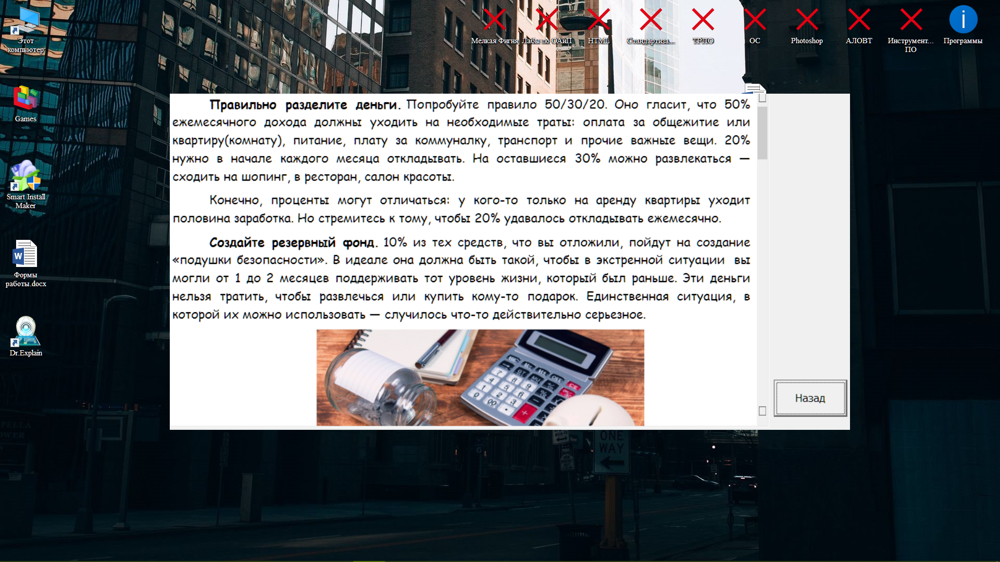 Этот
компьютер
Games
Smart Install
Maker
Формы
работы.docx
Dr.Explain
Мелкая Фигня
Лабы по ОАиП
HTML
Стандартиза...
ТРПО
ОС
Photoshop
АЛОВТ
Инструмент...
ПО
Программы
Правильно разделите деньги. Попробуйте правило 50/30/20. Оно гласит, что 50%
ежемесячного дохода должны уходить на необходимые траты: оплата за общежитие или
квартиру(комнату), питание, плату за коммуналку, транспорт и прочие важные вещи. 20%
нужно в начале каждого месяца откладывать. На оставшиеся 30% можно развлекаться —
сходить на шопинг, в ресторан, салон красоты.
Конечно, проценты могут отличаться: у кого-то только на аренду квартиры уходит
половина заработка. Но стремитесь к тому, чтобы 20% удавалось откладывать ежемесячно.
Создайте резервный фонд. 10% из тех средств, что вы отложили, пойдут на создание
«подушки безопасности». В идеале она должна быть такой, чтобы в экстренной ситуации вы
могли от 1 до 2 месяцев поддерживать тот уровень жизни, который был раньше. Эти деньги
нельзя тратить, чтобы развлечься или купить кому-то подарок. Единственная ситуация, в
которой их можно использовать — случилось что-то действительно серьезное.
Назад
ONE
WAY